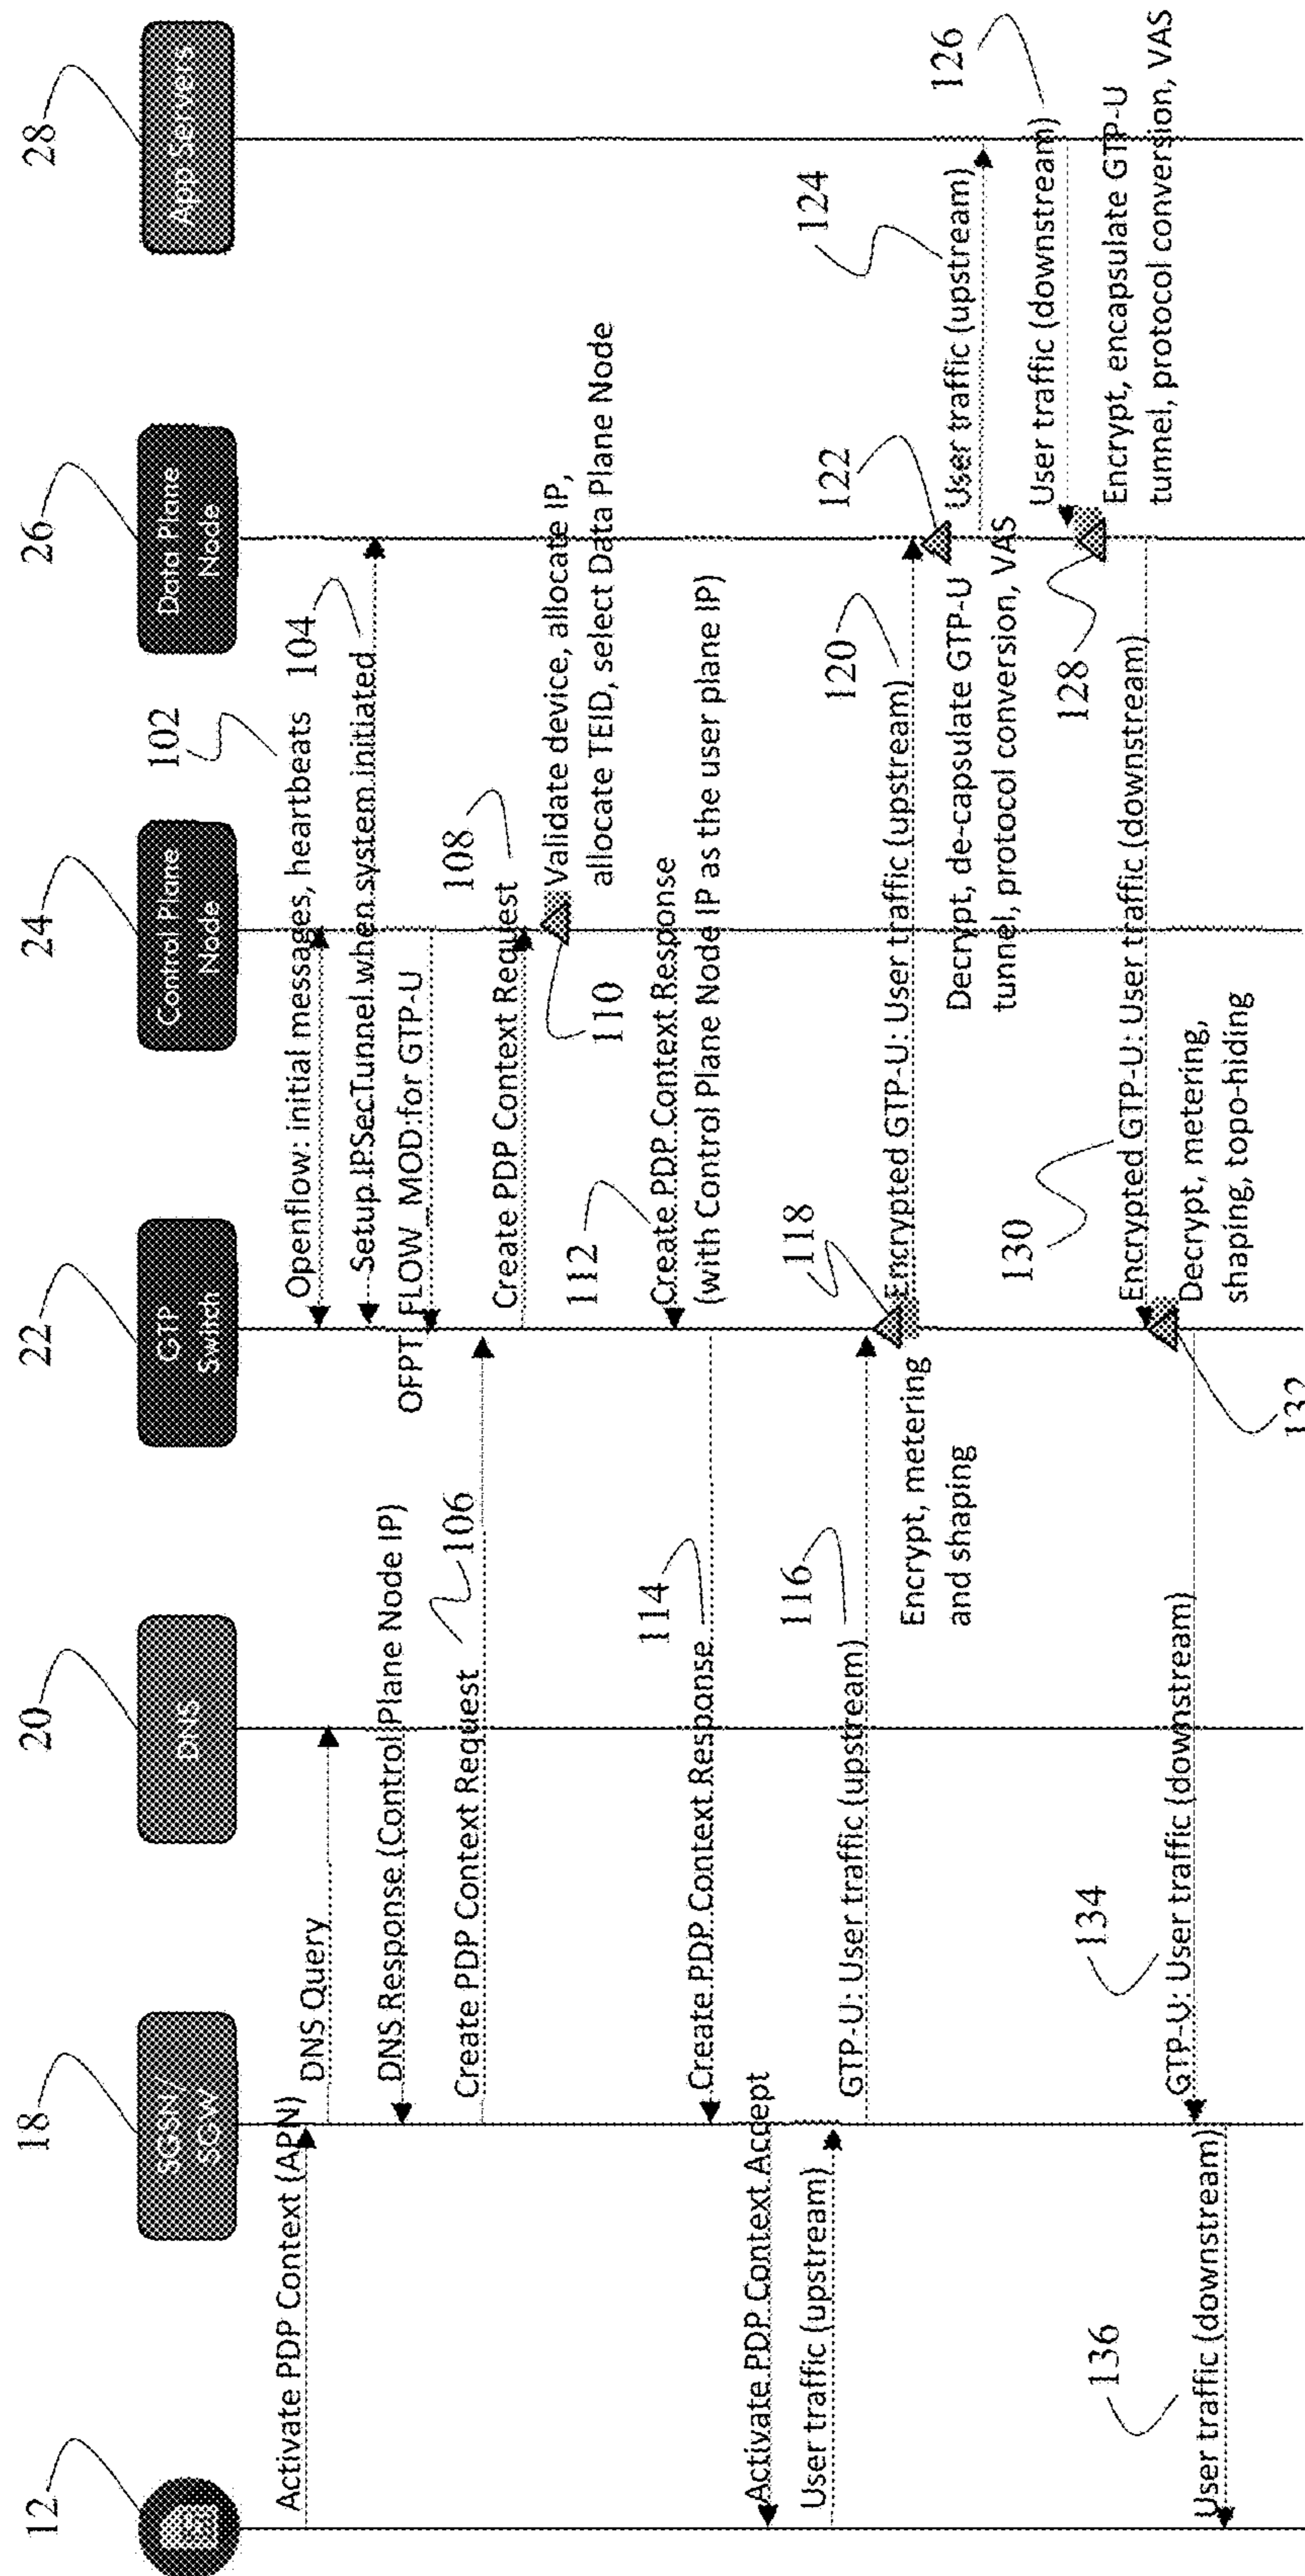 12
18
20
22
24
26
28
SGSN/
SGW
DNS
GTP
Switch
Control Plane
Node
Data Plane
Node
App Servers
Activate PDP Context (APN)
DNS Query
DNS Response (Control Plane Node IP)
Create PDP Context Request
106
Openflow: initial messages, heartbeats
102
Setup IPSecTunnel when system initiated
104
OFPT_FLOW_MOD:for GTP-U
Create PDP Context Request
108
110
Validate device, allocate IP,
allocate TEID, select Data Plane Node
112
Create PDP Context Response
(with Control Plane Node IP as the user plane IP)
114
Create PDP Context Response
Activate PDP Context Accept
User traffic (upstream)
GTP-U: User traffic (upstream)
116
118
Encrypt, metering
and shaping
Encrypted GTP-U: User traffic (upstream)
120
122
Decrypt, de-capsulate GTP-U
tunnel, protocol conversion, VAS
User traffic (upstream)
124
User traffic (downstream)
126
Encrypt, encapsulate GTP-U
tunnel, protocol conversion, VAS
128
Encrypted GTP-U: User traffic (downstream)
130
Decrypt, metering,
shaping, topo-hiding
132
GTP-U: User traffic (downstream)
134
User traffic (downstream)
136